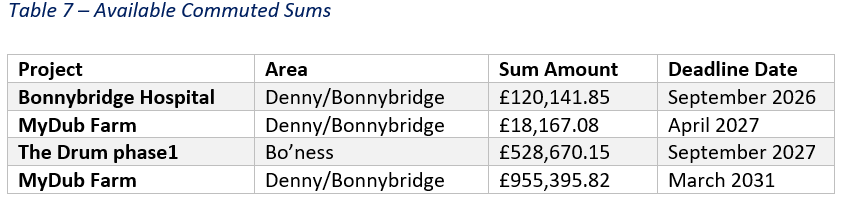 Table 7 – Available Commuted Sums
Project Area Sum Amount Deadline Date
Bonnybridge Hospital Denny/Bonnybridge £120,141.85 September 2026
MyDub Farm Denny/Bonnybridge £18,167.08 April 2027
The Drum phase1 Bo’ness £528,670.15 September 2027
MyDub Farm Denny/Bonnybridge £955,395.82 March 2031